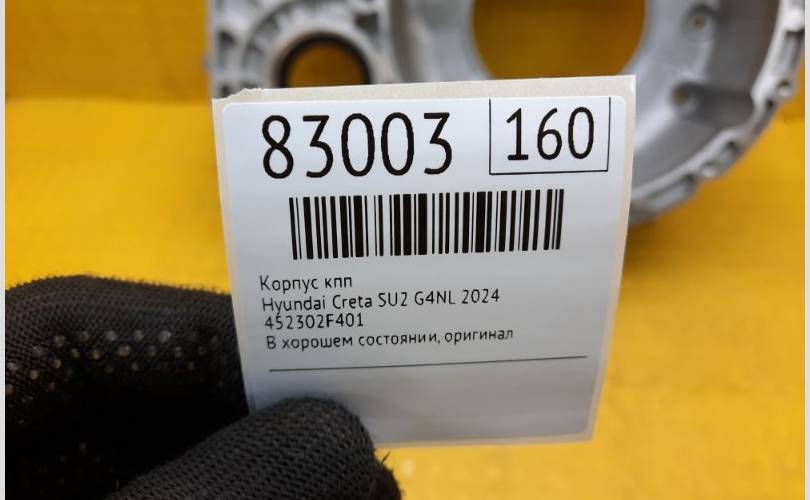 83003 160
Корпус кпп
Hyundai Creta SU2 G4NL 2024
452302F401
В хорошем состоянии, оригинал